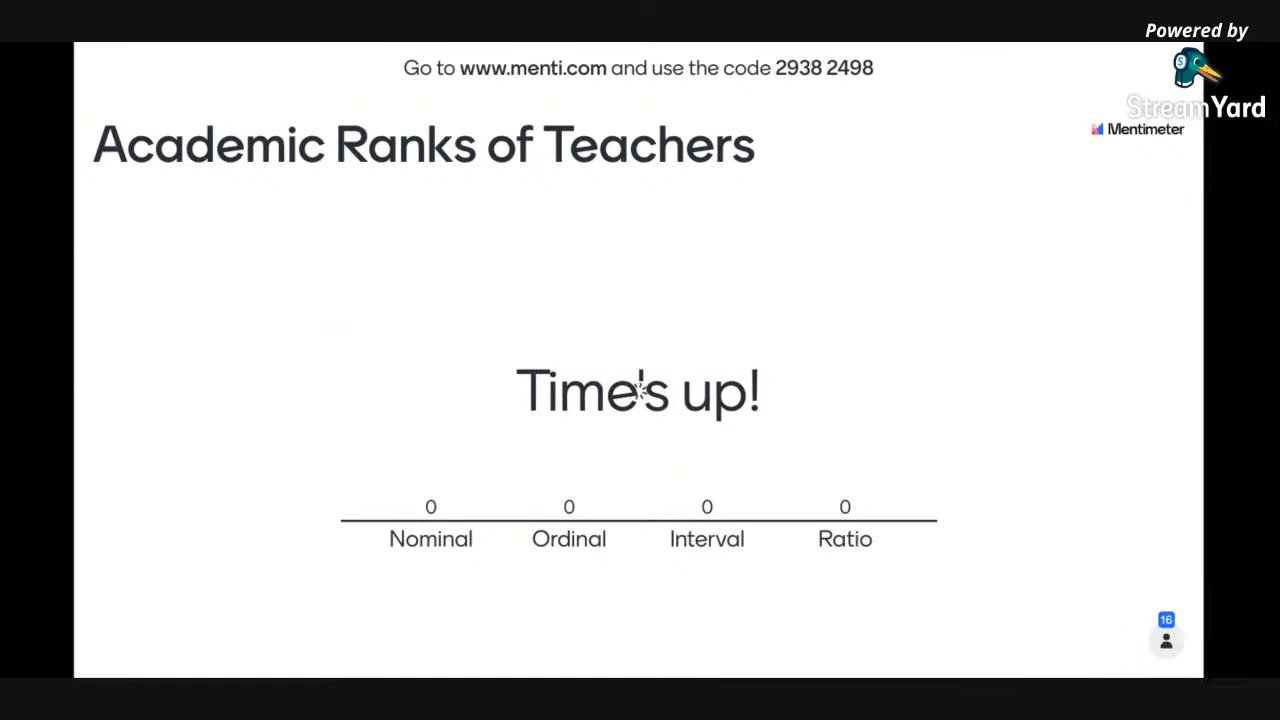 Powered by
StreamYard
Go to www.menti.com and use the code 2938 2498
Mentimeter
Academic Ranks of Teachers
Time's up!
0 0 0 0
Nominal Ordinal Interval Ratio
16